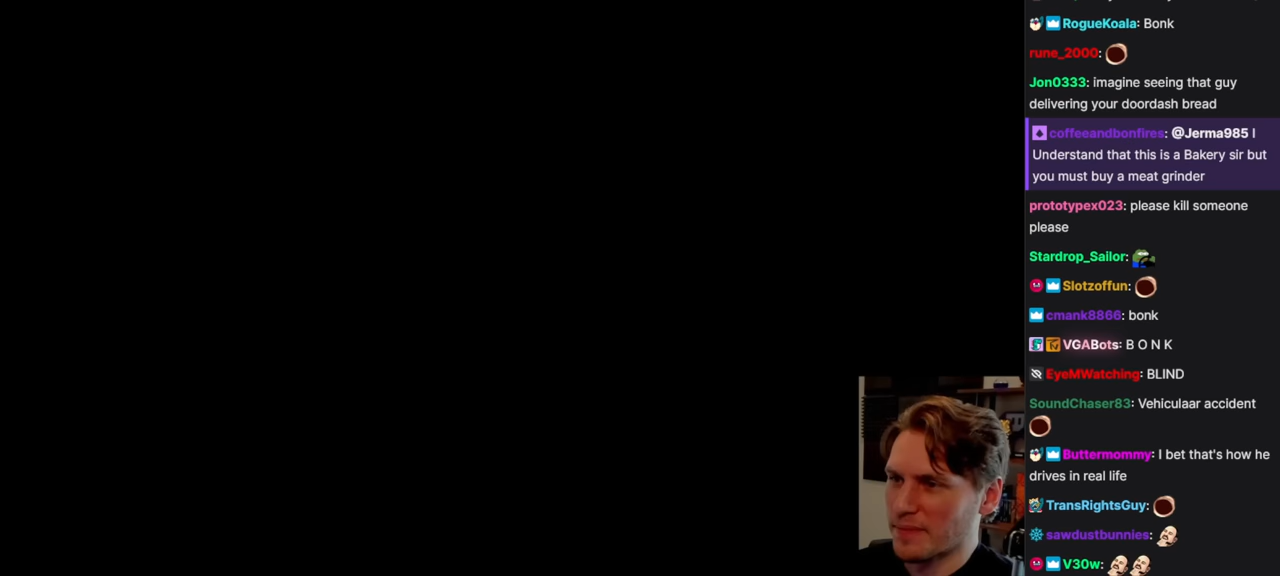 RogueKoala: Bonk
rune_2000:
Jon0333: imagine seeing that guy
delivering your doordash bread
coffeeandbonfires: @Jerma985 I
Understand that this is a Bakery sir but
you must buy a meat grinder
prototypex023: please kill someone
please
Stardrop_Sailor:
Slotzoffun:
cmank8866: bonk
VGABots: B O N K
EyeMWatching: BLIND
SoundChaser83: Vehiculaar accident
Buttermommy: I bet that's how he
drives in real life
TransRightsGuy:
sawdustbunnies:
V30w: